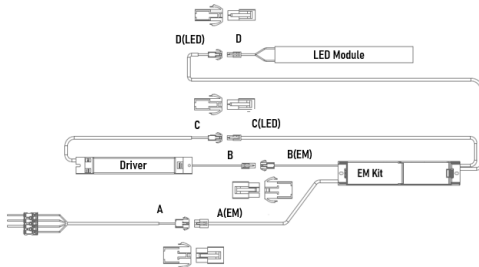 D(LED) D
LED Module
C C(LED)
Driver
B B(EM)
EM Kit
A A(EM)